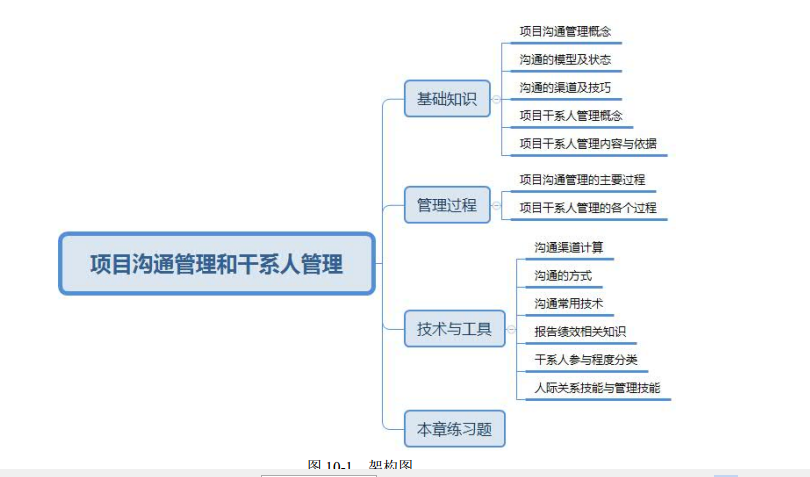 项目沟通管理概念
沟通的模型及状态
沟通的渠道及技巧
项目干系人管理概念
项目干系人管理内容与依据
基础知识
项目沟通管理的主要过程
项目干系人管理的各个过程
管理过程
项目沟通管理和干系人管理
沟通渠道计算
沟通的方式
沟通常用技术
报告绩效相关知识
干系人参与程度分类
人际关系技能与管理技能
技术与工具
本章练习题
图 10-1 架构图